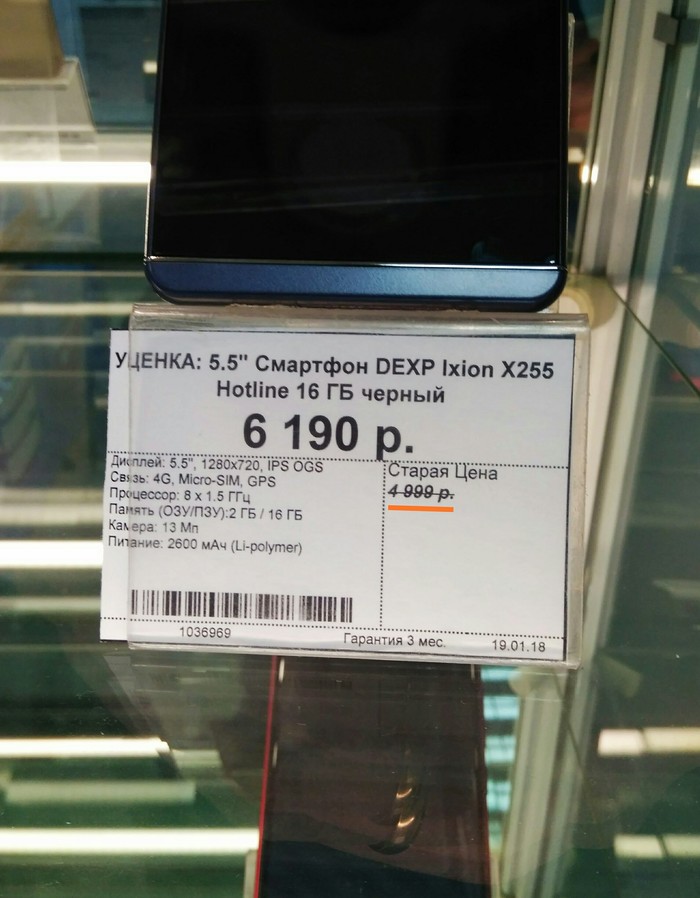 УЦЕНКА: 5.5" Смартфон DEXP Ixion X255
Hotline 16 ГБ черный
6 190 р.
Дисплей: 5.5", 1280x720, IPS OGS
Связь: 4G, Micro-SIM, GPS
Процессор: 8 x 1.5 ГГц
Память (ОЗУ/ПЗУ):2 ГБ / 16 ГБ
Камера: 13 Мп
Питание: 2600 мАч (Li-polymer)
Старая Цена
4 999 р.
1036969
Гарантия 3 мес.
19.01.18